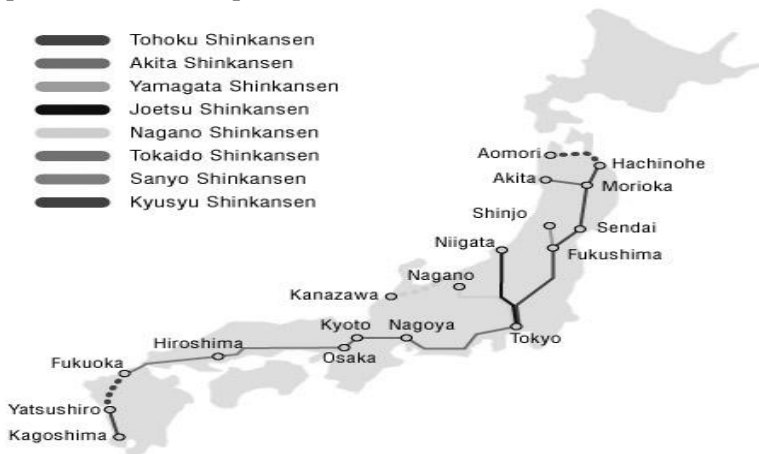 Tohoku Shinkansen
Akita Shinkansen
Yamagata Shinkansen
Joetsu Shinkansen
Nagano Shinkansen
Tokaido Shinkansen
Sanyo Shinkansen
Kyusyu Shinkansen
Aomori
Hachinohe
Akita
Morioka
Shinjo
Sendai
Niigata
Fukushima
Nagano
Kanazawa
Kyoto
Nagoya
Tokyo
Hiroshima
Osaka
Fukuoka
Yatsushiro
Kagoshima